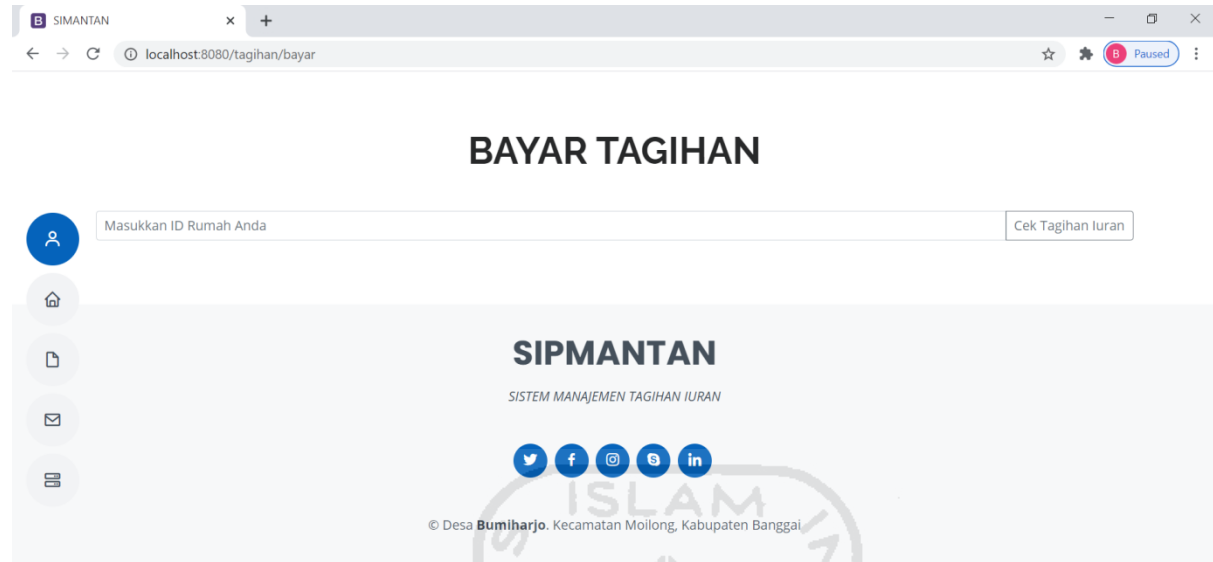 B SIMANTAN
localhost:8080/tagihan/bayar
B Paused
BAYAR TAGIHAN
Masukkan ID Rumah Anda
Cek Tagihan Iuran
SIPMANTAN
SISTEM MANAJEMEN TAGIHAN IURAN
ISLAM
© Desa Bumiharjo. Kecamatan Moilong, Kabupaten Banggai